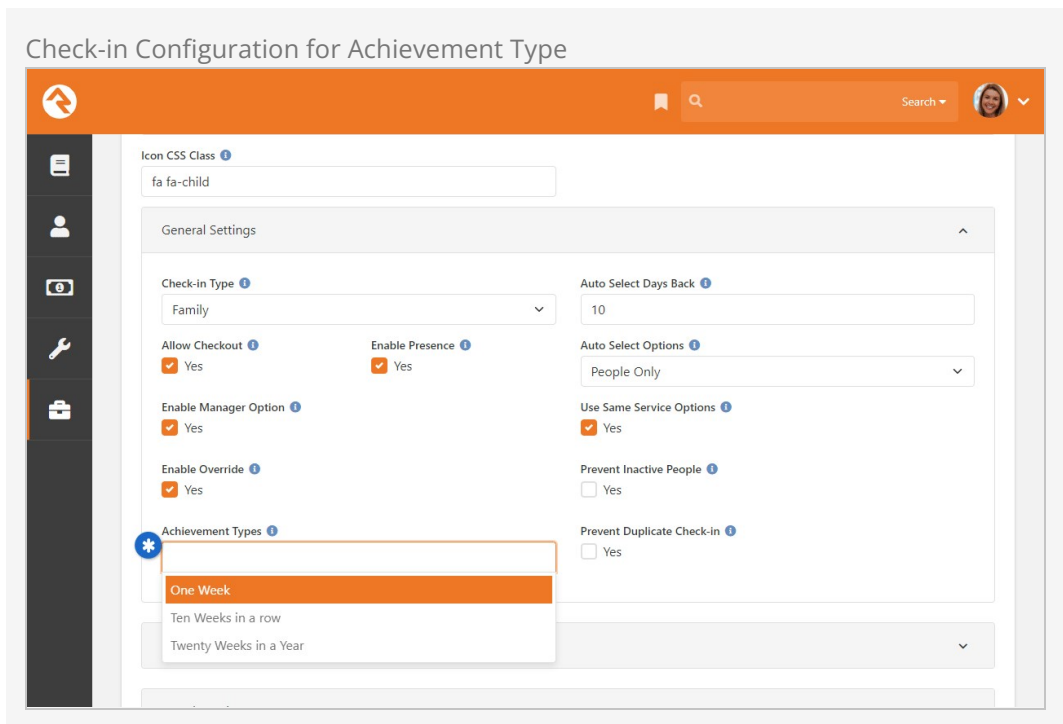 Check-in Configuration for Achievement Type
Search
Icon CSS Class
fa fa-child
General Settings
Check-in Type
Auto Select Days Back
Family
10
Allow Checkout
Enable Presence
Auto Select Options
Yes
Yes
People Only
Enable Manager Option
Use Same Service Options
Yes
Yes
Enable Override
Prevent Inactive People
Yes
Yes
Achievement Types
Prevent Duplicate Check-in
Yes
One Week
Ten Weeks in a row
Twenty Weeks in a Year